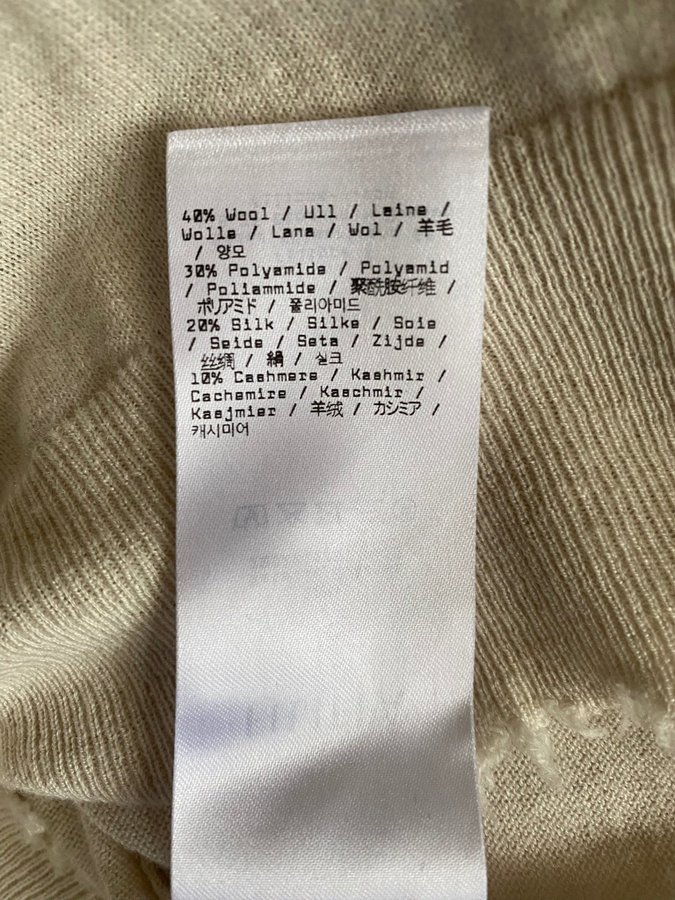 40% Wool / Ull / Laine /
Wolle / Lana / Wol / 羊毛
/ 양모
30% Polyamide / Polyamid
/ Poliammide / 聚酰胺纤维 /
ポリアミド / 폴리아미드
20% Silk / Silke / Soie
/ Seide / Seta / Zijde /
丝绸 / 絹 / 실크
10% Cashmere / Kashmir /
Cachemire / Kaschmir /
Kasjmier / 羊绒 / カシミア /
캐시미어